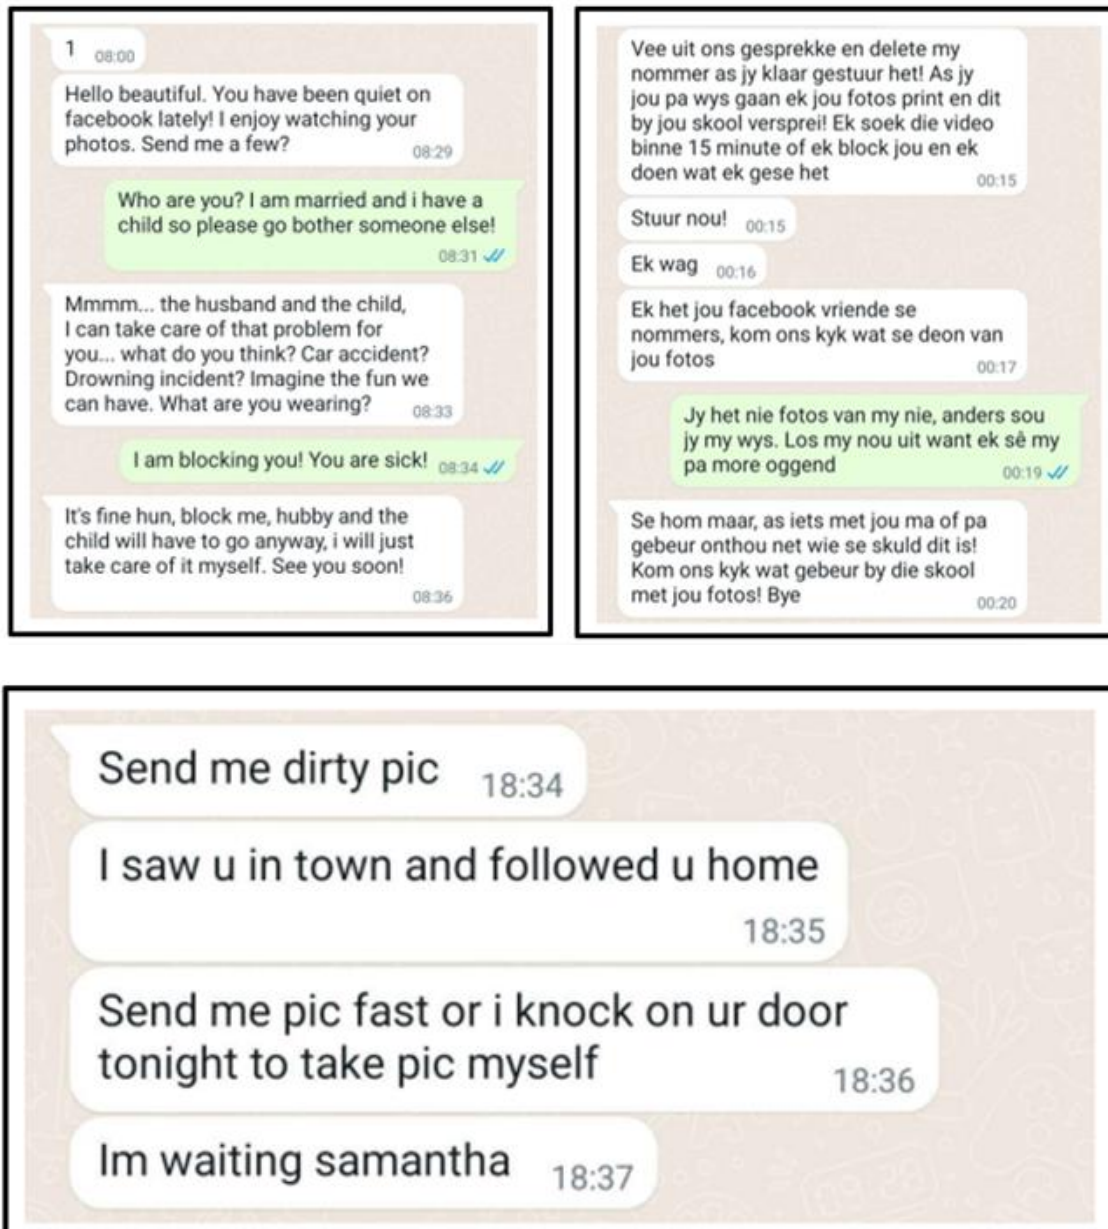 1 08:00
Hello beautiful. You have been quiet on
facebook lately! I enjoy watching your
photos. Send me a few? 08:29
Who are you? I am married and i have a
child so please go bother someone else!
08:31
Mmmm... the husband and the child,
I can take care of that problem for
you... what do you think? Car accident?
Drowning incident? Imagine the fun we
can have. What are you wearing? 08:33
I am blocking you! You are sick! 08:34
It's fine hun, block me, hubby and the
child will have to go anyway, i will just
take care of it myself. See you soon!
08:36
Vee uit ons gesprekke en delete my
nommer as jy klaar gestuur het! As jy
jou pa wys gaan ek jou fotos print en dit
by jou skool versprei! Ek soek die video
binne 15 minute of ek block jou en ek
doen wat ek gese het 00:15
Stuur nou! 00:15
Ek wag 00:16
Ek het jou facebook vriende se
nommers, kom ons kyk wat se deon van
jou fotos 00:17
Jy het nie fotos van my nie, anders sou
jy my wys. Los my nou uit want ek sê my
pa more oggend 00:19
Se hom maar, as iets met jou ma of pa
gebeur onthou net wie se skuld dit is!
Kom ons kyk wat gebeur by die skool
met jou fotos! Bye 00:20
Send me dirty pic 18:34
I saw u in town and followed u home
18:35
Send me pic fast or i knock on ur door
tonight to take pic myself 18:36
Im waiting samantha 18:37